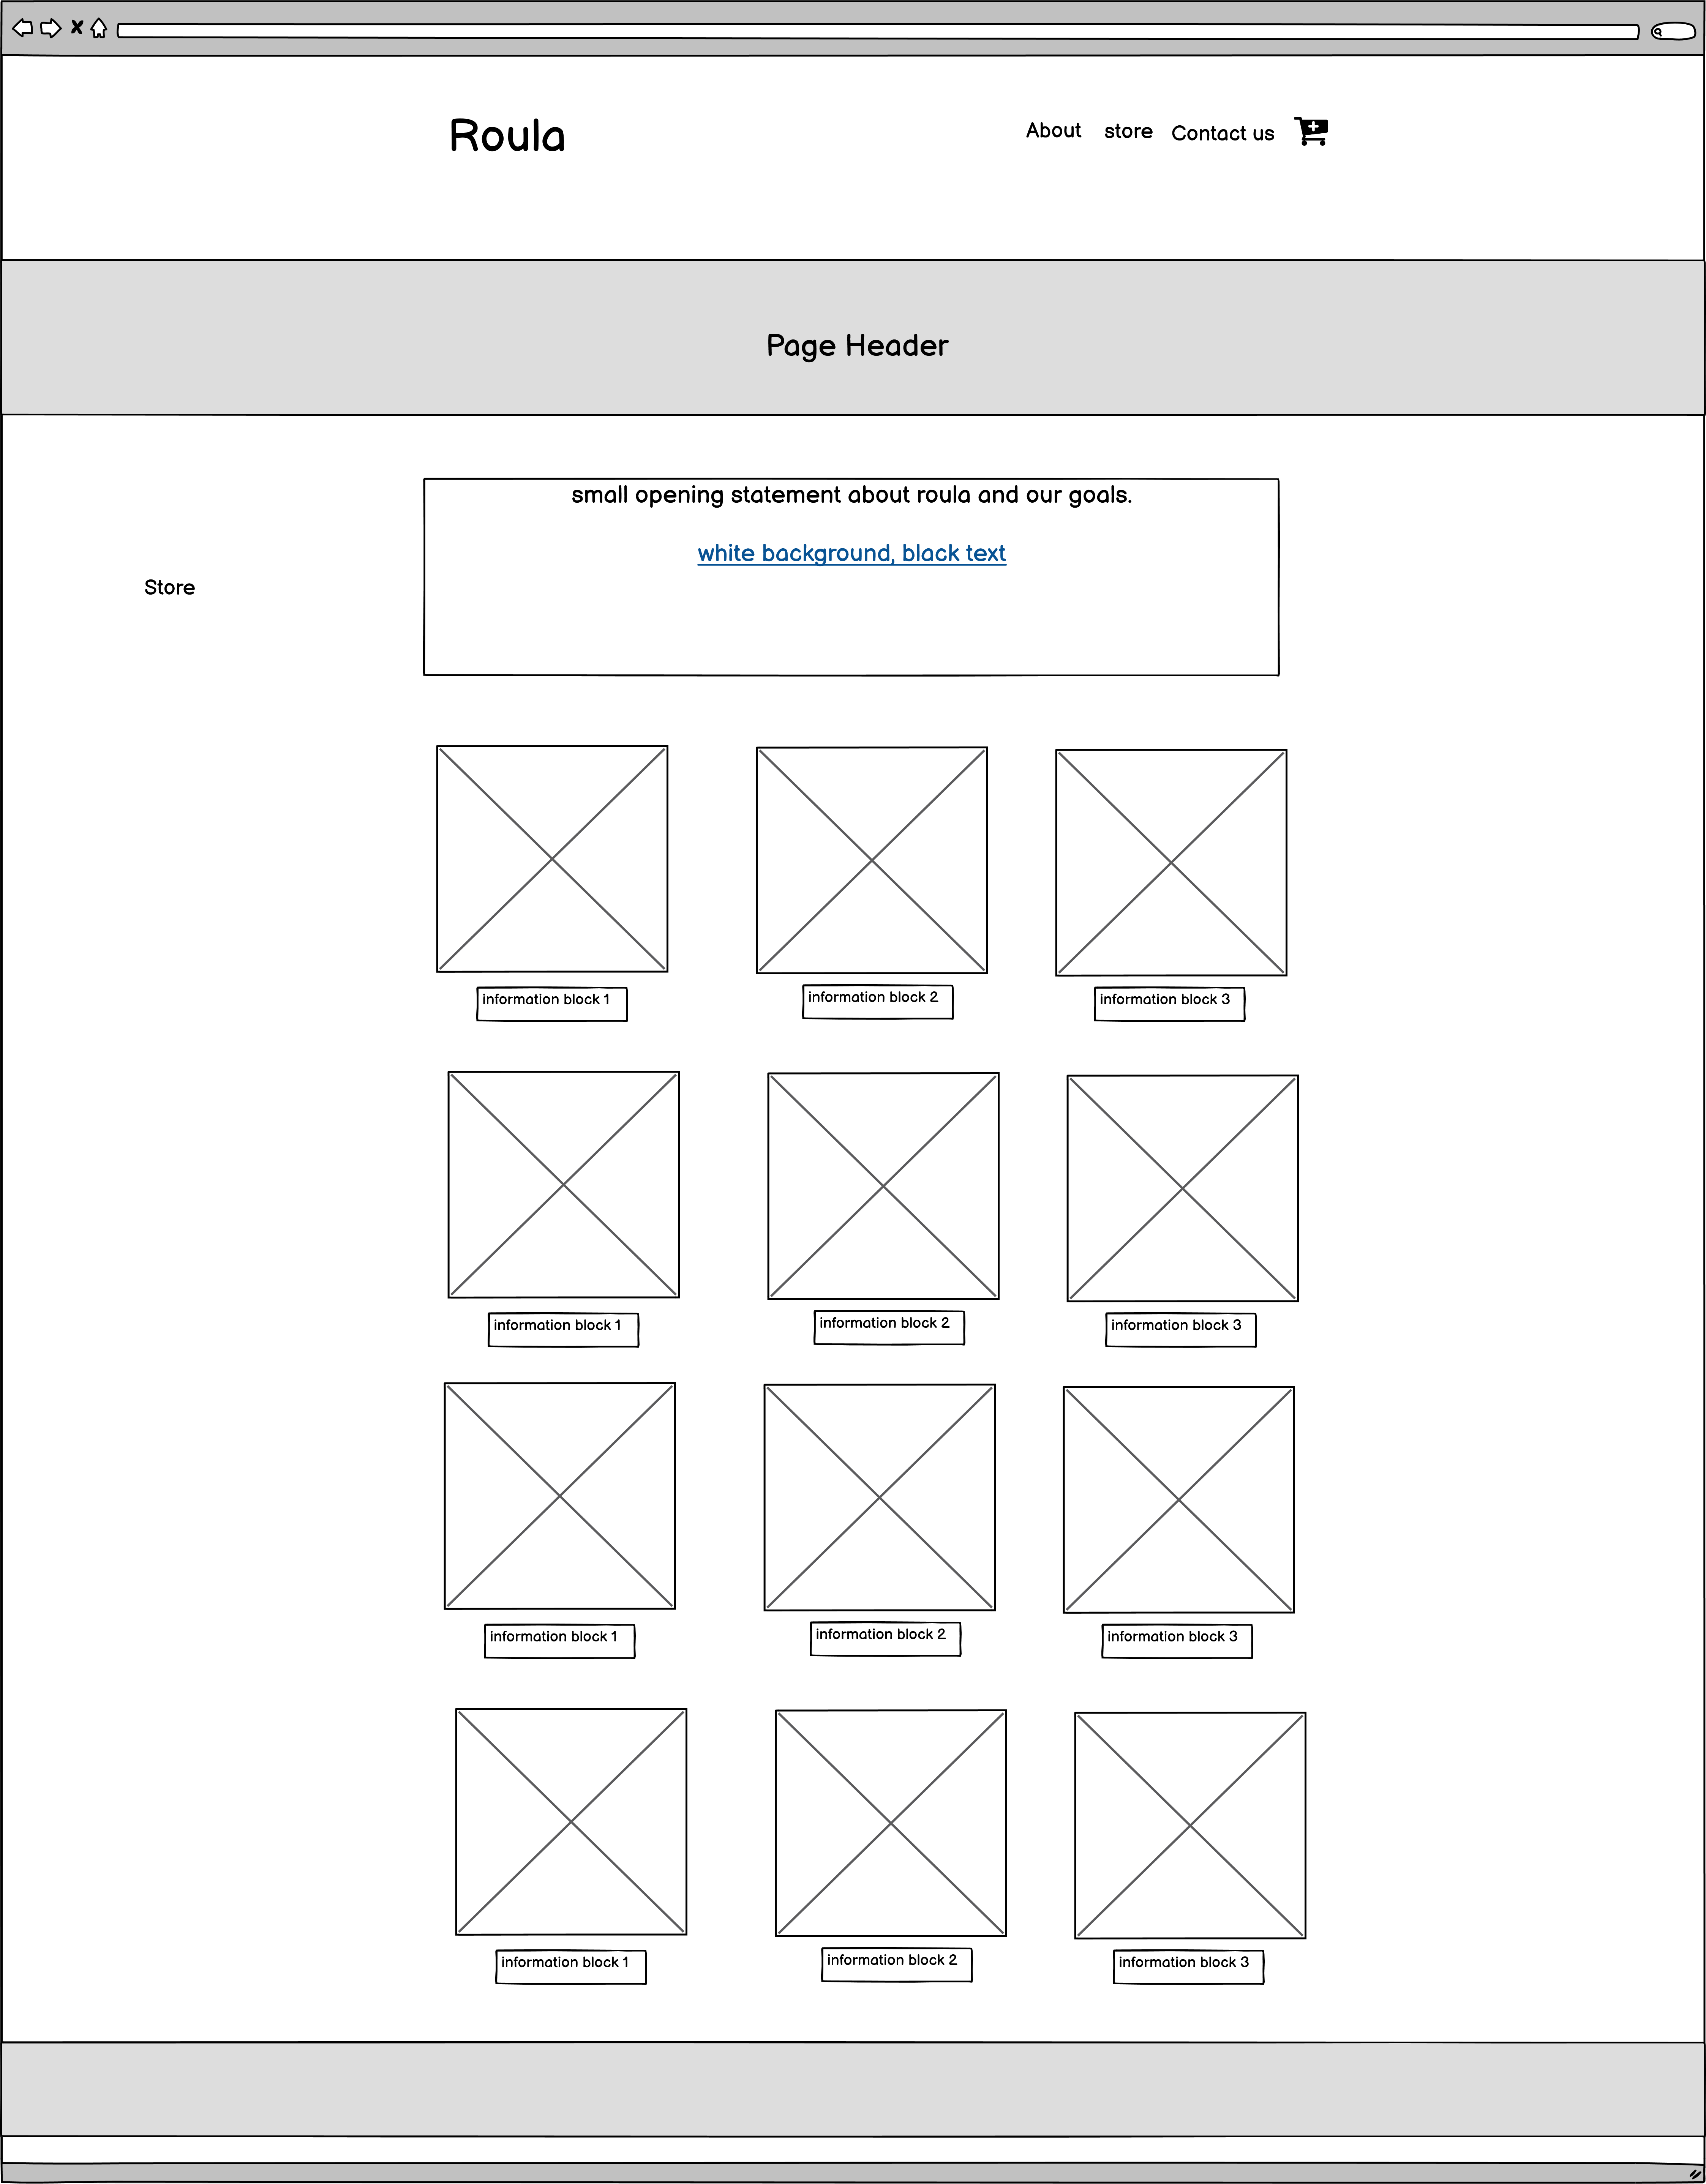 Roula
About store Contact us
Page Header
small opening statement about roula and our goals.
white background, black text
Store
information block 1
information block 2
information block 3
information block 1
information block 2
information block 3
information block 1
information block 2
information block 3
information block 1
information block 2
information block 3